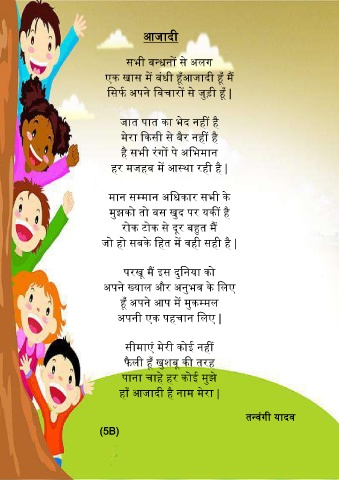 आजादी
सभी बन्धनों से अलग
एक खास में बंधी हूँआजादी हूँ मैं
सिर्फ अपने विचारों से जुड़ी हूँ |
जात पात का भेद नहीं है
मेरा किसी से बैर नहीं है
है सभी रंगों पे अभिमान
हर मजहब में आस्था रही है |
मान सम्मान अधिकार सभी के
मुझको तो बस खुद पर यकीं है
रोक टोक से दूर बहुत मैं
जो हो सबके हित में वही सही है |
परखू मैं इस दुनिया को
अपने ख्याल और अनुभव के लिए
हूँ अपने आप में मुकम्मल
अपनी एक पहचान लिए |
सीमाएं मेरी कोई नहीं
फैली हूँ खुशबू की तरह
पाना चाहे हर कोई मुझे
हाँ आजादी है नाम मेरा |
तन्वंगी यादव
(5B)